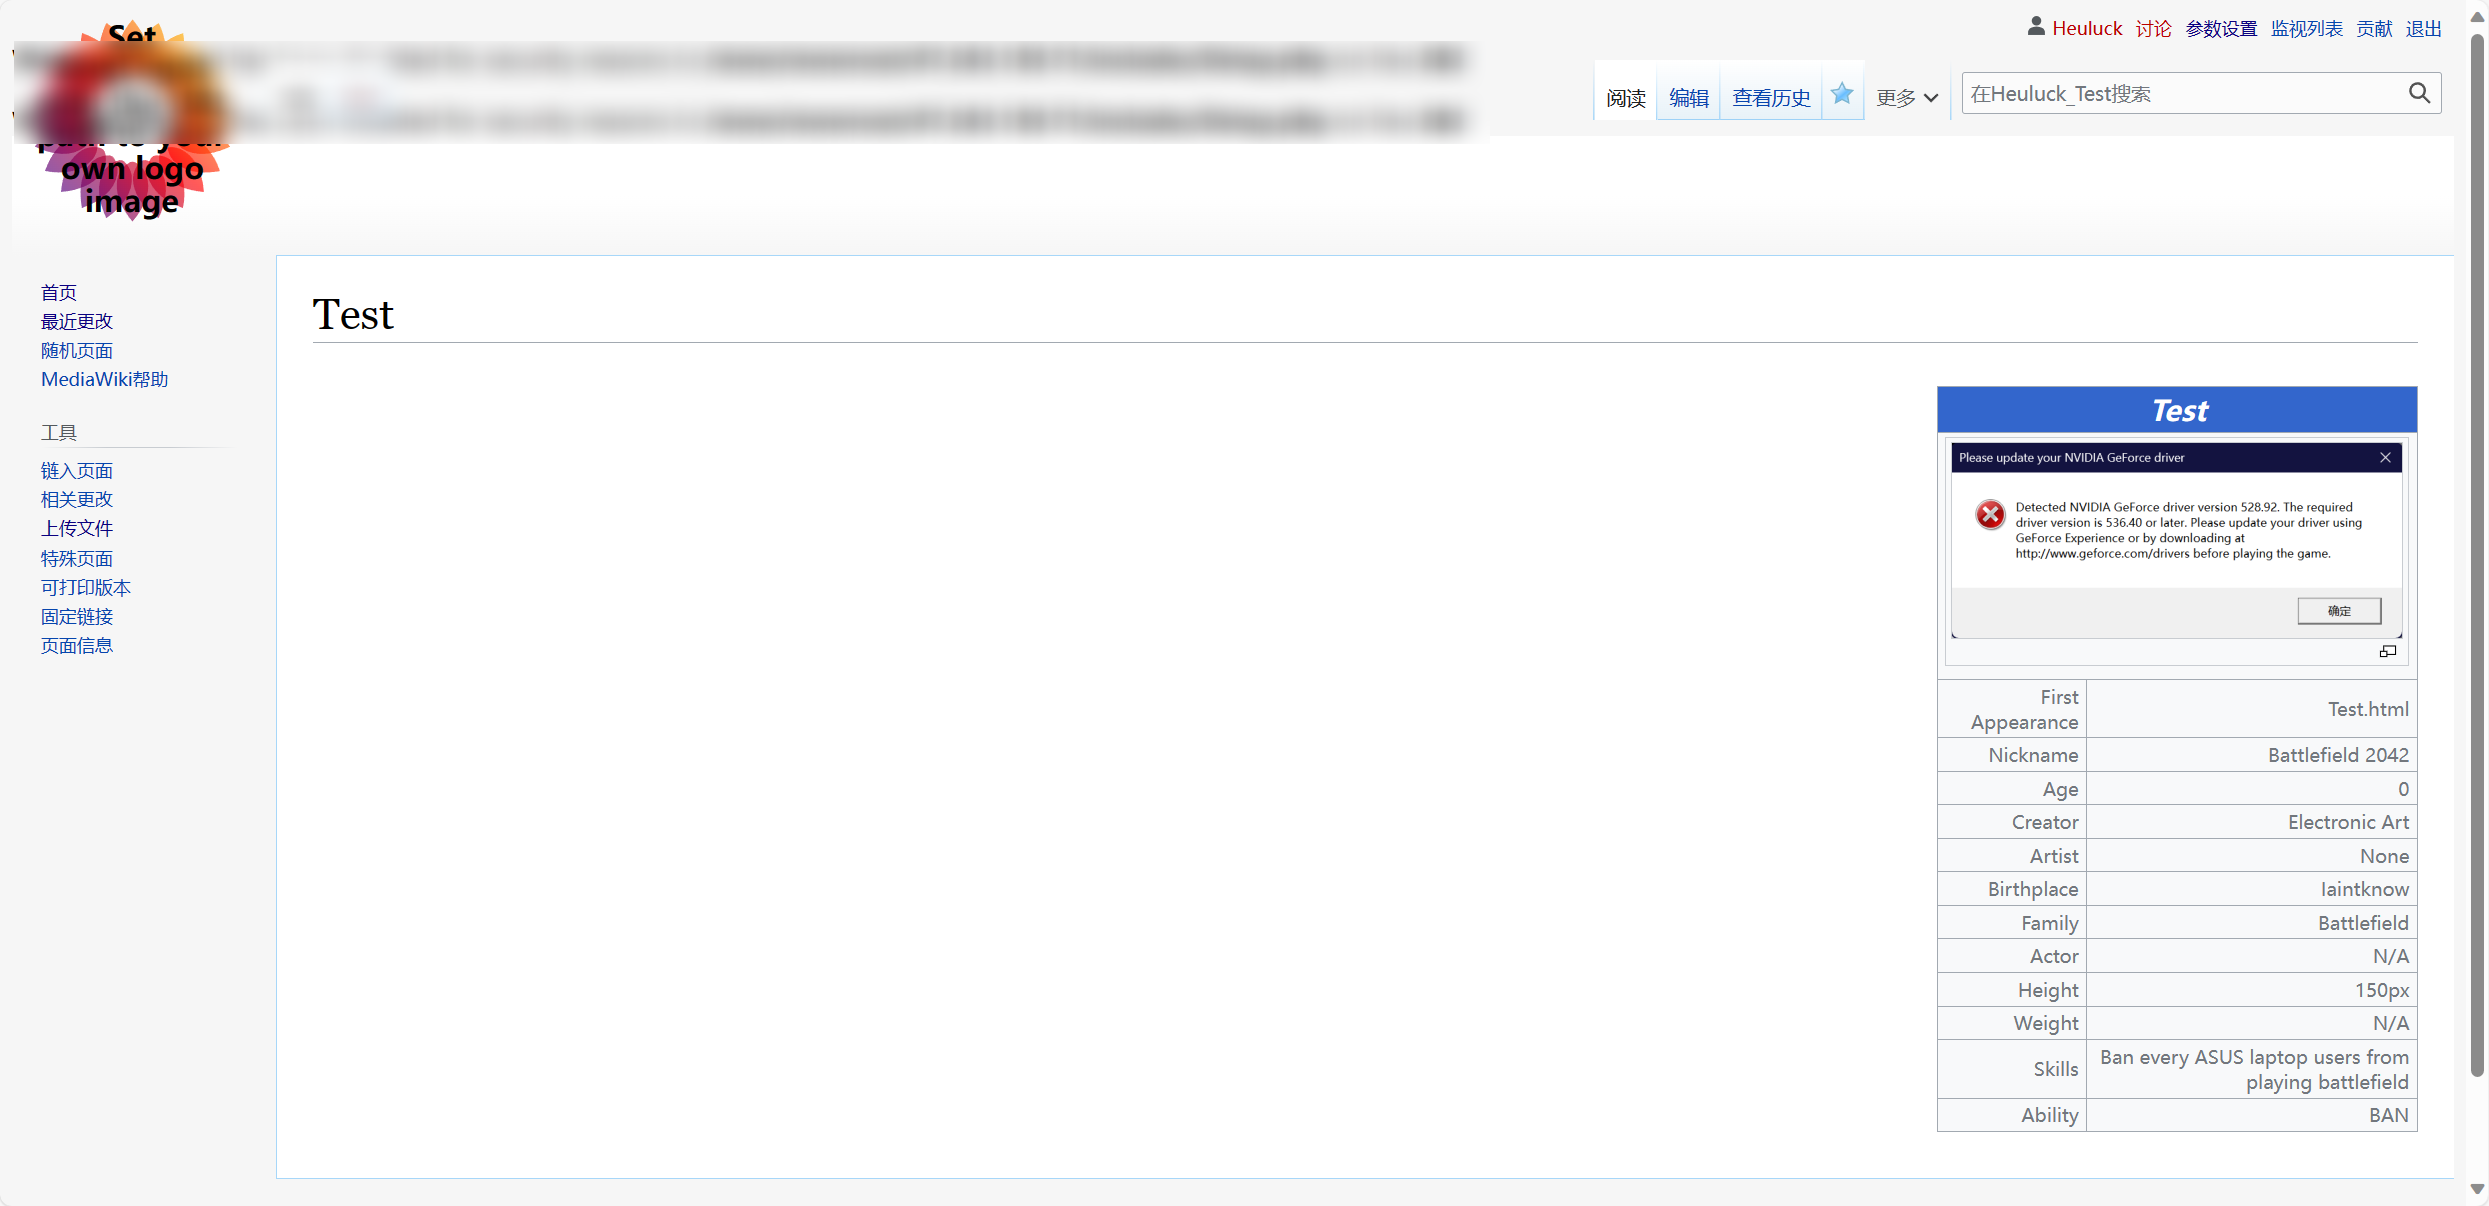 Set
path to your
own logo
image
Heuluck 讨论 参数设置 监视列表 贡献 退出
阅读 编辑 查看历史 更多
在Heuluck_Test搜索
首页
最近更改
随机页面
MediaWiki帮助
工具
链入页面
相关更改
上传文件
特殊页面
可打印版本
固定链接
页面信息
Test
Test
Please update your NVIDIA GeForce driver
Detected NVIDIA GeForce driver version 528.92. The required
driver version is 536.40 or later. Please update your driver using
GeForce Experience or by downloading at
http://www.geforce.com/drivers before playing the game.
确定
First
Appearance
Test.html
Nickname Battlefield 2042
Age 0
Creator Electronic Art
Artist None
Birthplace Iaintknow
Family Battlefield
Actor N/A
Height 150px
Weight N/A
Skills
Ban every ASUS laptop users from
playing battlefield
Ability BAN